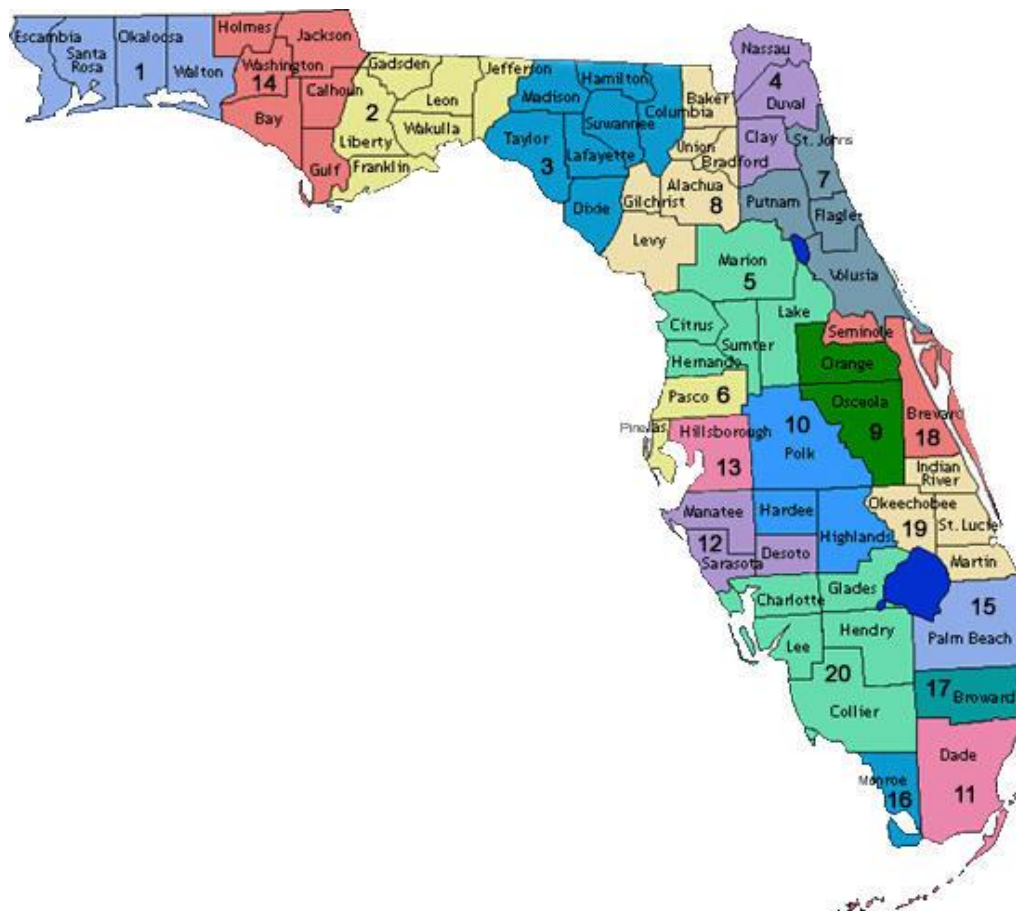 Escambia
Santa
Rosa
Okaloosa
1
Walton
Holmes
Jackson
Washington
14
Calhoun
Bay
Gulf
Gadsden
Jefferson
2
Leon
Liberty
Wakulla
Franklin
Hamilton
Madison
Columbia
Suwannee
Taylor
Lafayette
3
Dixie
Nassau
4
Duval
Baker
Union
Bradford
Clay
St. Johns
7
Alachua
Gilchrist
8
Putnam
Flagler
Levy
Volusia
Marion
5
Lake
Citrus
Sumter
Hernando
Seminole
Orange
Pasco 6
Osceola
9
Brevard
18
Pinellas
Hillsborough
13
10
Polk
Indian
River
Okeechobee
19
St. Lucie
Manatee
Hardee
Highlands
12
Sarasota
Desoto
Martin
Charlotte
Glades
15
Palm Beach
Lee
Hendry
20
17
Broward
Collier
Dade
11
Monroe
16